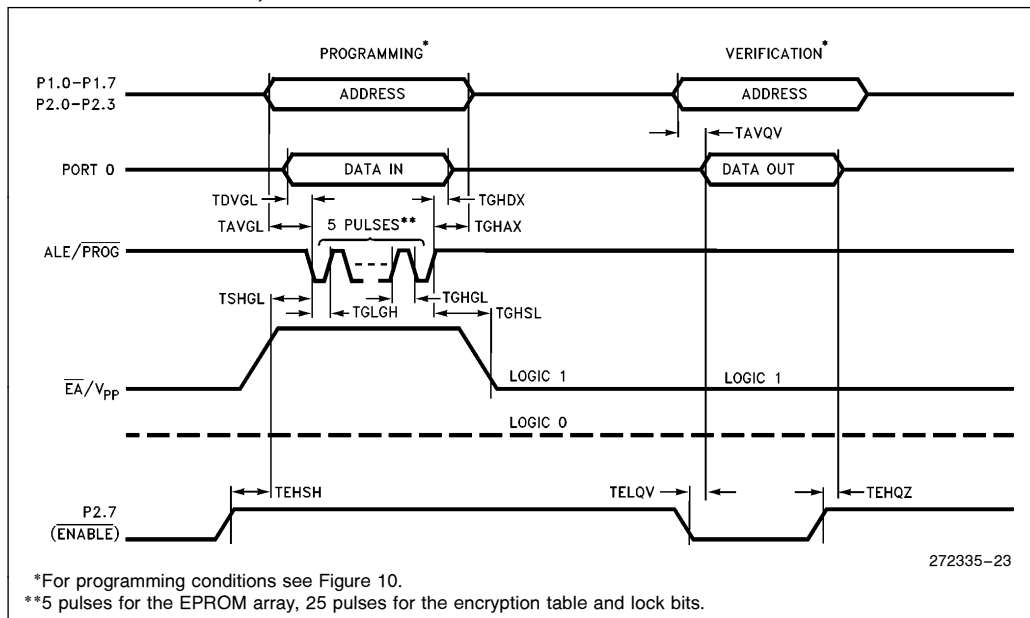 PROGRAMMING*
VERIFICATION*
P1.0–P1.7
P2.0–P2.3
ADDRESS
ADDRESS
TAVQV
PORT 0
DATA IN
DATA OUT
TDVGL
TGHDX
TAVGL
5 PULSES**
TGHAX
ALE/PROG
TSHGL
TGHGL
TGLGH
TGHSL
EA/VPP
LOGIC 1
LOGIC 1
LOGIC 0
TEHSH
TELQV
TEHQZ
P2.7
(ENABLE)
272335–23
*For programming conditions see Figure 10.
**5 pulses for the EPROM array, 25 pulses for the encryption table and lock bits.